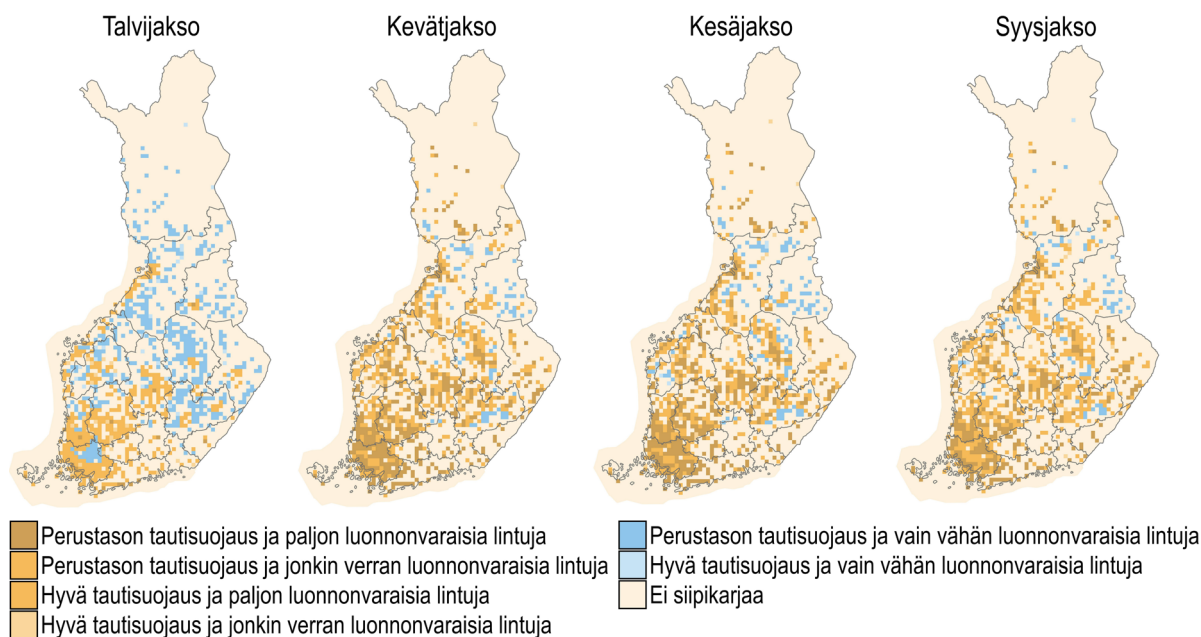 Talvijakso
Kevätjakso
Kesäjakso
Syysjakso
Perustason tautisuojaus ja paljon luonnonvaraisia lintuja
Perustason tautisuojaus ja jonkin verran luonnonvaraisia lintuja
Hyvä tautisuojaus ja paljon luonnonvaraisia lintuja
Hyvä tautisuojaus ja jonkin verran luonnonvaraisia lintuja
Perustason tautisuojaus ja vain vähän luonnonvaraisia lintuja
Hyvä tautisuojaus ja vain vähän luonnonvaraisia lintuja
Ei siipikarjaa